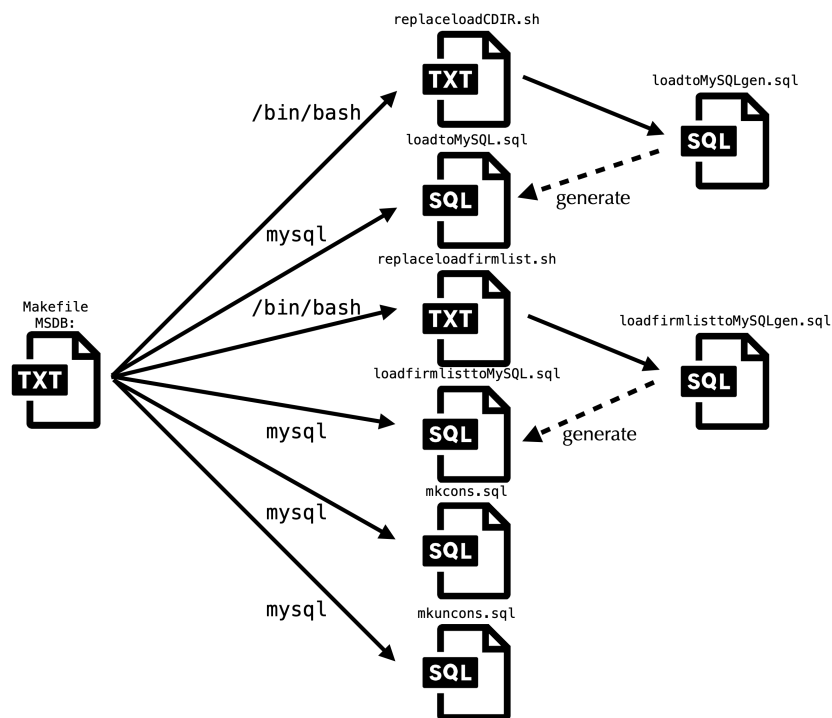 replaceloadCDIR.sh
TXT
/bin/bash
loadtoMySQLgen.sql
SQL
loadtoMySQL.sql
SQL
generate
mysql
replaceloadfirmlist.sh
/bin/bash
TXT
Makefile
MSDB:
TXT
loadfirmlisttoMySQLgen.sql
SQL
loadfirmlisttoMySQL.sql
mysql
SQL
generate
mkcons.sql
mysql
SQL
mkuncons.sql
mysql
SQL